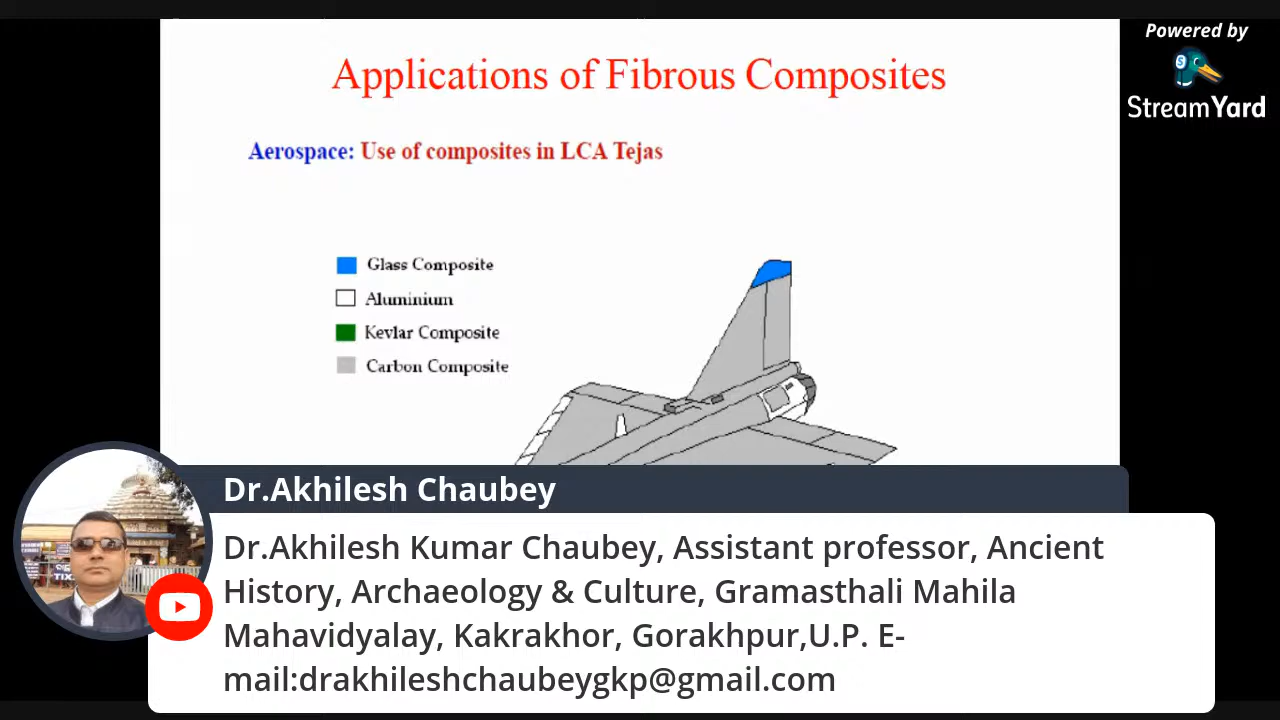 Applications of Fibrous Composites
Powered by
StreamYard
Aerospace: Use of composites in LCA Tejas
Glass Composite
Aluminium
Kevlar Composite
Carbon Composite
Dr.Akhilesh Chaubey
Dr.Akhilesh Kumar Chaubey, Assistant professor, Ancient
History, Archaeology & Culture, Gramasthali Mahila
Mahavidyalay, Kakrakhor, Gorakhpur,U.P. E-
mail:drakhileshchaubeygkp@gmail.com